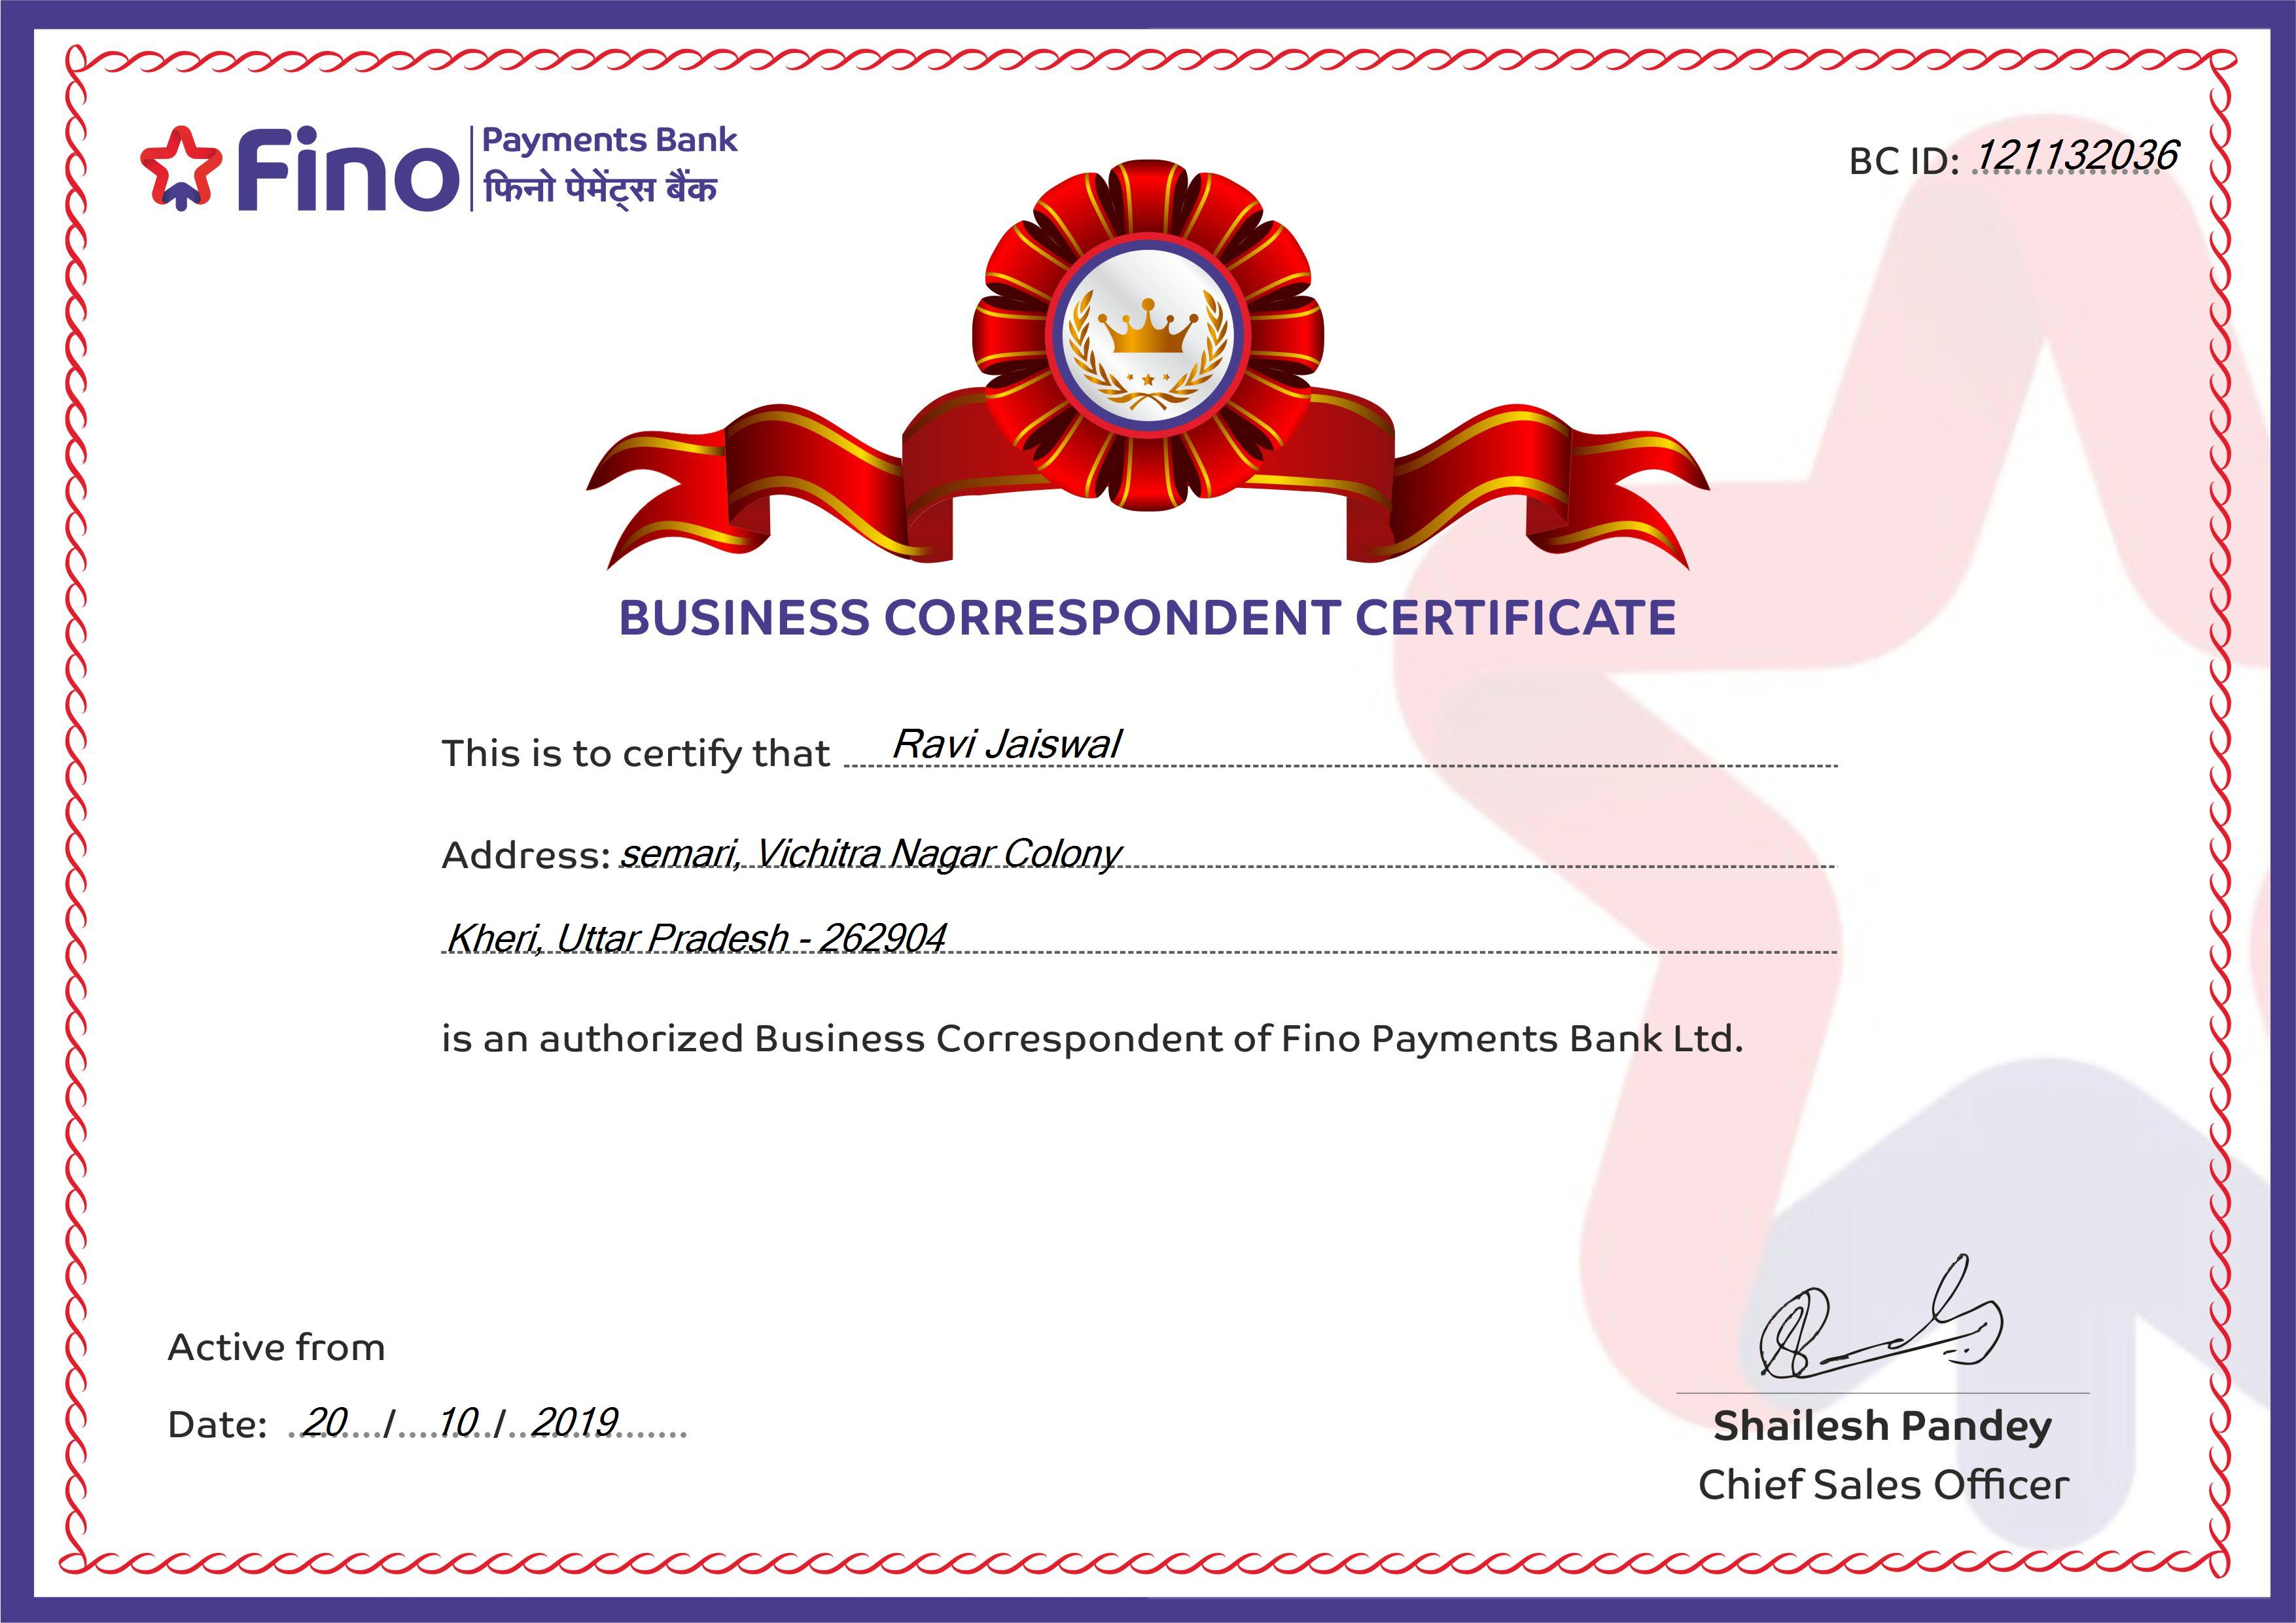 Fino
Payments Bank
फिनो पेमेंट्स बैंक
BC ID: 121132036
BUSINESS CORRESPONDENT CERTIFICATE
This is to certify that Ravi Jaiswal
Address: semari, Vichitra Nagar Colony
Kheri, Uttar Pradesh - 262904
is an authorized Business Correspondent of Fino Payments Bank Ltd.
Active from
Date: 20 / 10 / 2019
Shailesh Pandey
Chief Sales Officer